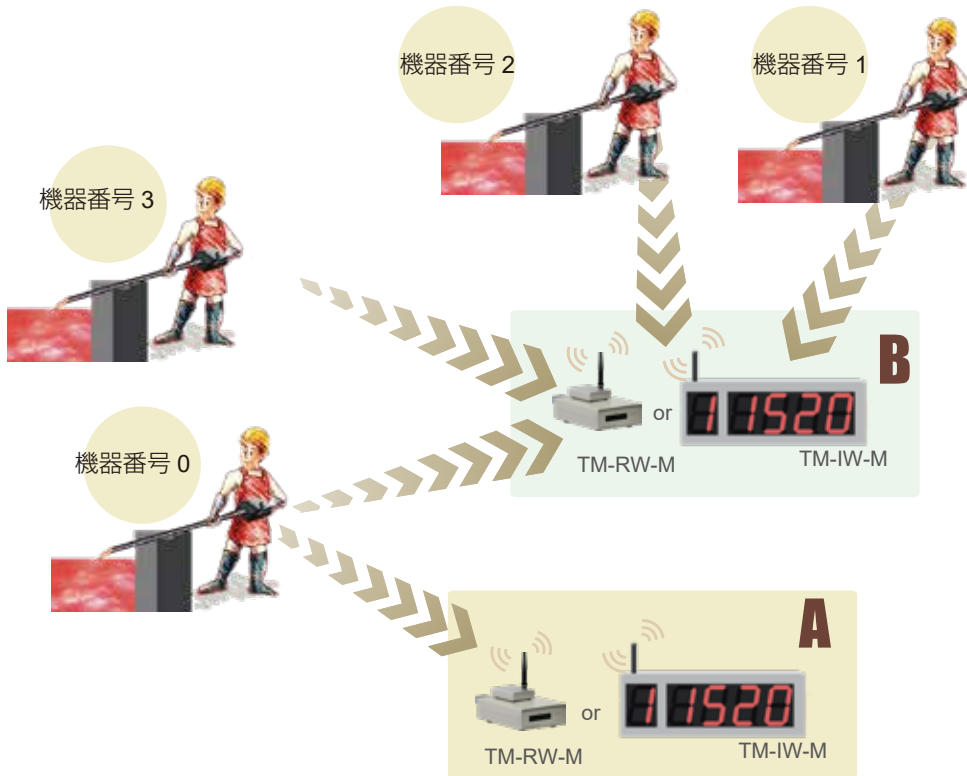 機器番号 2
機器番号 1
機器番号 3
B
or
1 1520
TM-RW-M
TM-IW-M
機器番号 0
A
or
1 1520
TM-RW-M
TM-IW-M